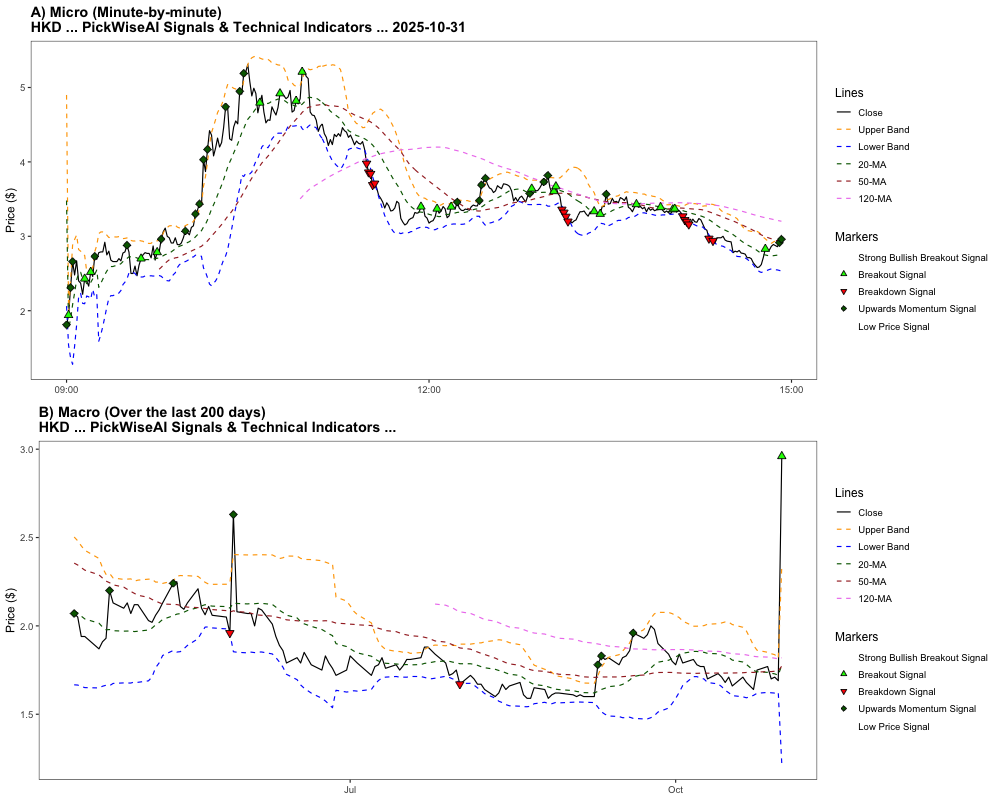 A) Micro (Minute-by-minute)
HKD ... PickWiseAI Signals & Technical Indicators ... 2025-10-31
Price ($)
5
4
3
2
09:00
12:00
15:00
Lines
Close
Upper Band
Lower Band
20-MA
50-MA
120-MA
Markers
Strong Bullish Breakout Signal
Breakout Signal
Breakdown Signal
Upwards Momentum Signal
Low Price Signal
B) Macro (Over the last 200 days)
HKD ... PickWiseAI Signals & Technical Indicators ...
Price ($)
3.0
2.5
2.0
1.5
Jul
Oct
Lines
Close
Upper Band
Lower Band
20-MA
50-MA
120-MA
Markers
Strong Bullish Breakout Signal
Breakout Signal
Breakdown Signal
Upwards Momentum Signal
Low Price Signal